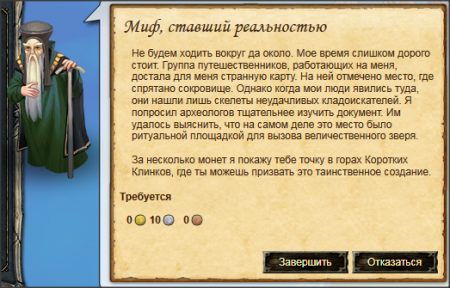 Миф, ставший реальностью
Не будем ходить вокруг да около. Мое время слишком дорого
стоит. Группа путешественников, работающих на меня,
достала для меня странную карту. На ней отмечено место, где
спрятано сокровище. Однако когда мои люди явились туда,
они нашли лишь скелеты неудачливых кладоискателей. Я
попросил археологов тщательнее изучить документ. Им
удалось выяснить, что на самом деле это место было
ритуальной площадкой для вызова величественного зверя.
За несколько монет я покажу тебе точку в горах Коротких
Клинков, где ты можешь призвать это таинственное создание.
Требуется
0 10 0
Завершить Отказаться